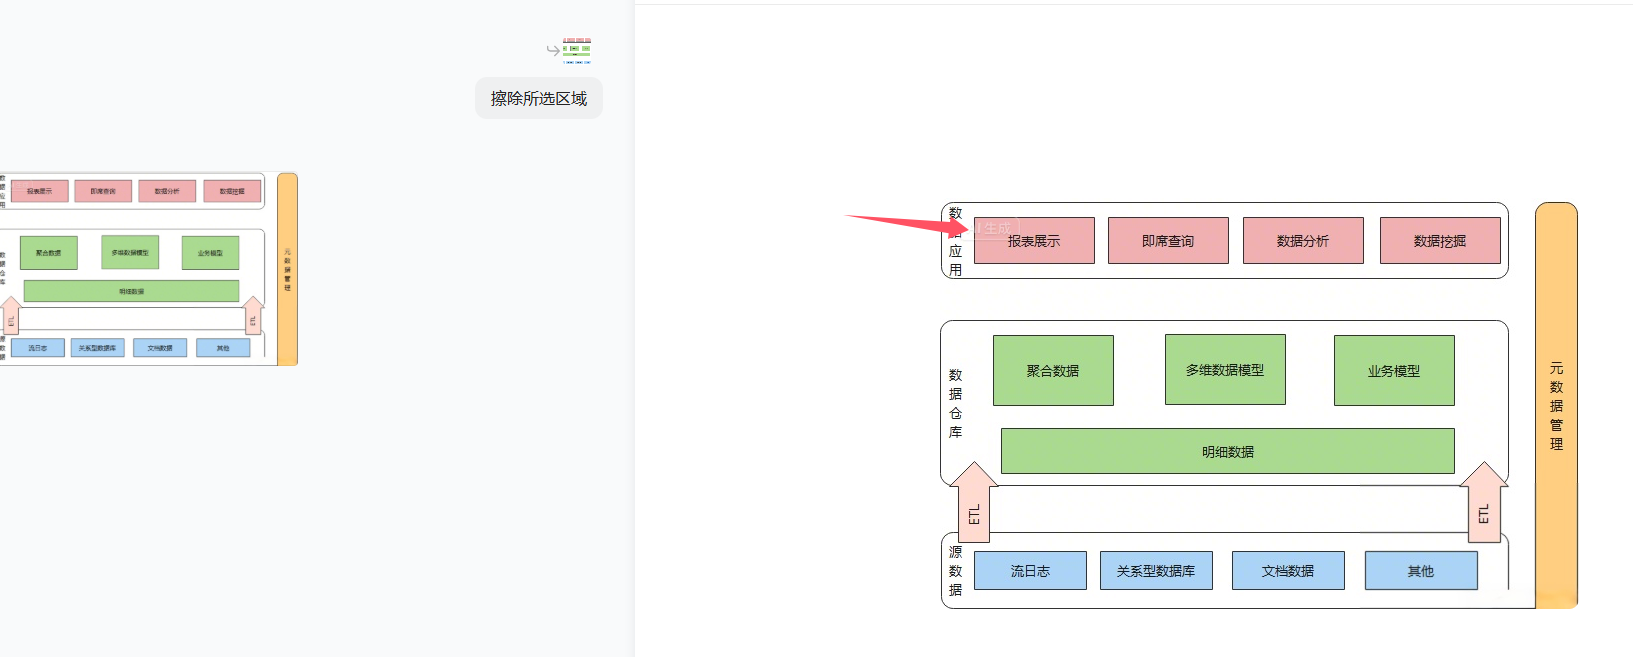 擦除所选区域
数据应用
报表展示
即席查询
数据分析
数据挖掘
聚合数据
多维数据模型
业务模型
数据仓库
明细数据
元数据管理
ETL
ETL
源数据
流日志
关系型数据库
文档数据
其他
生成
数据应用
报表展示
即席查询
数据分析
数据挖掘
数据仓库
聚合数据
多维数据模型
业务模型
元数据管理
明细数据
ETL
ETL
源数据
流日志
关系型数据库
文档数据
其他